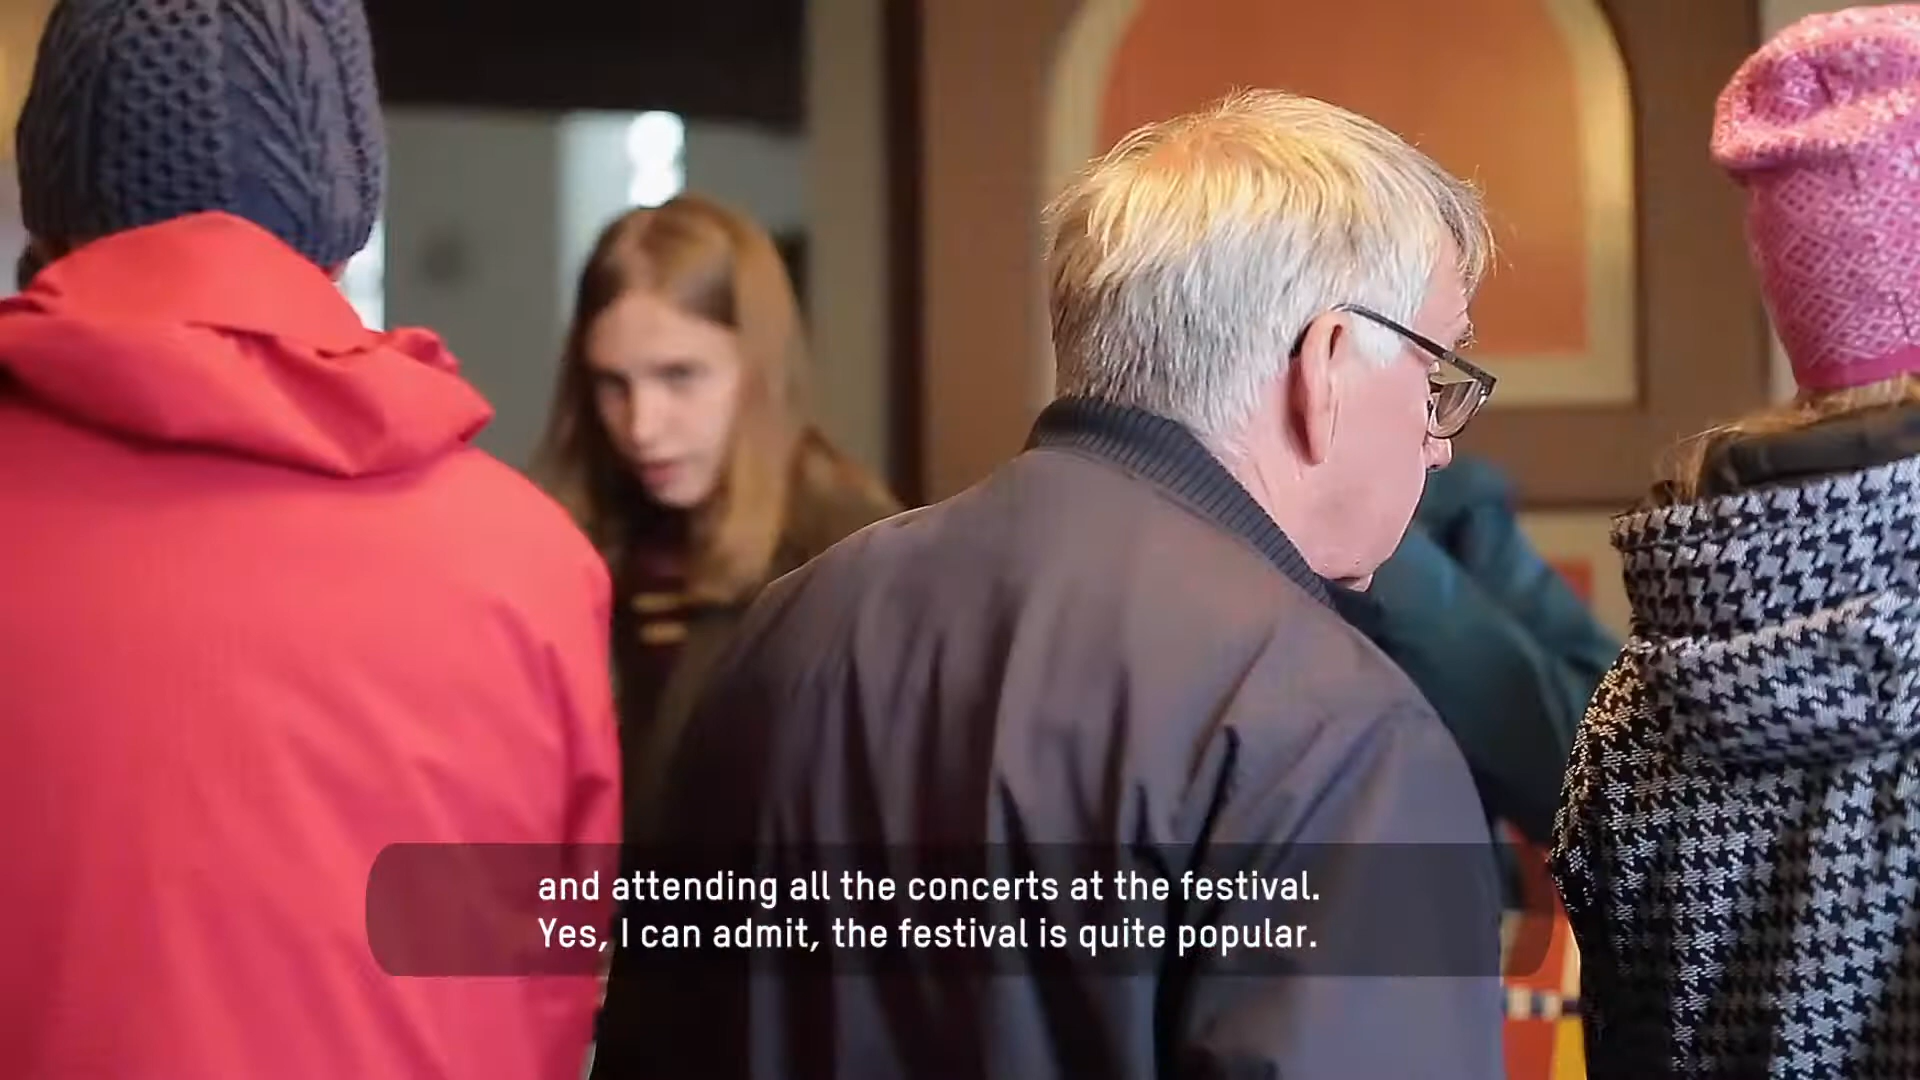 and attending all the concerts at the festival.
Yes, I can admit, the festival is quite popular.